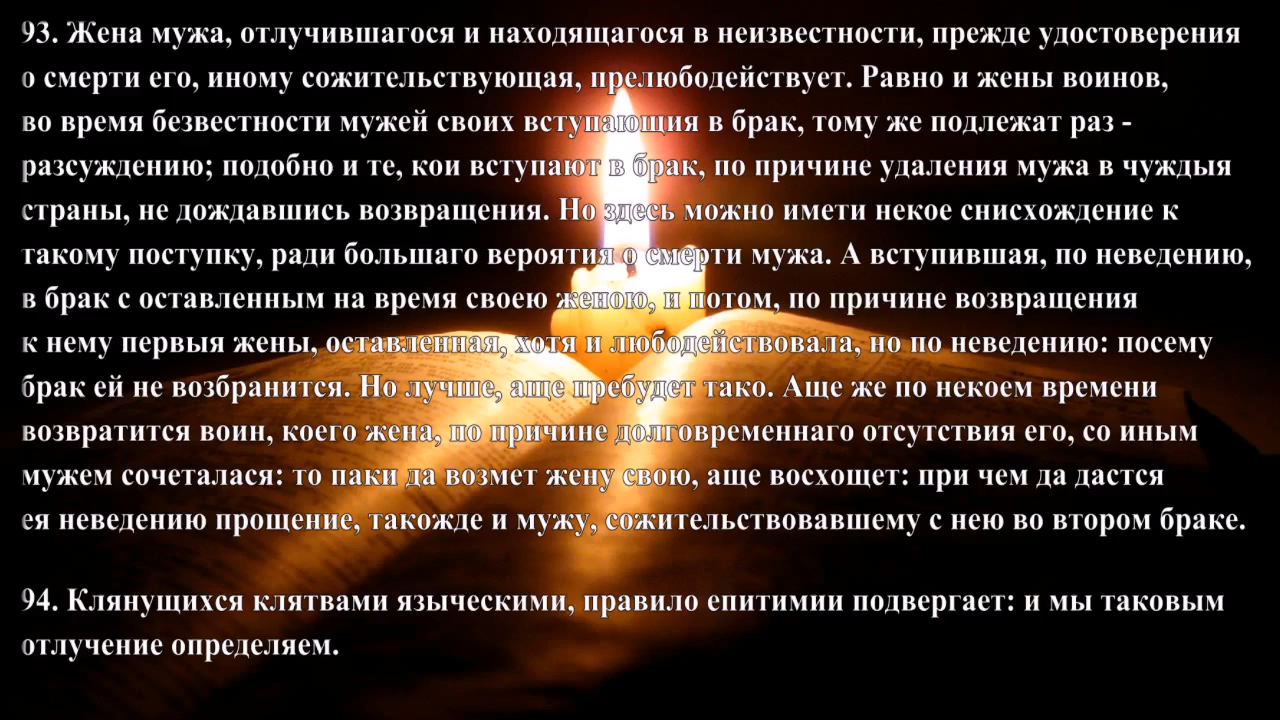 93. Жена мужа, отлучившагося и находящагося в неизвестности, прежде удостоверения
о смерти его, иному сожительствующая, прелюбодействует. Равно и жены воинов,
во время безвестности мужей своих вступающия в брак, тому же подлежат раз -
разсуждению; подобно и те, кои вступают в брак, по причине удаления мужа в чуждыя
страны, не дождавшись возвращения. Но здесь можно имети некое снисхождение к
такому поступку, ради большаго вероятия о смерти мужа. А вступившая, по неведению,
в брак с оставленным на время своею женою, и потом, по причине возвращения
к нему первыя жены, оставленная, хотя и любодействовала, но по неведению: посему
брак ей не возбранится. Но лучше, аще пребудет тако. Аще же по некоем времени
возвратится воин, коего жена, по причине долговременнаго отсутствия его, со иным
мужем сочеталася: то паки да возмет жену свою, аще восхощет: при чем да дастся
ея неведению прощение, такожде и мужу, сожительствовавшему с нею во втором браке.
94. Клянущихся клятвами языческими, правило епитимии подвергает: и мы таковым
отлучение определяем.